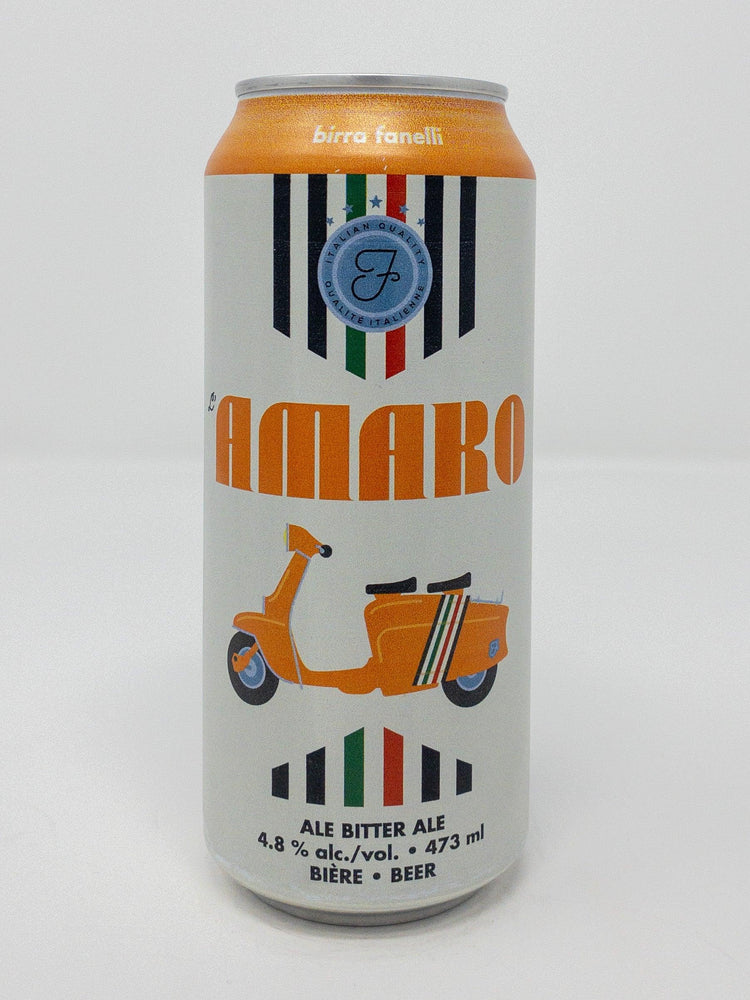 birra fanelli
ITALIAN QUALITY
F
QUALITÉ ITALIENNE
L'AMARO
F
ALE BITTER ALE
4.8 % alc./vol. • 473 ml
BIÈRE • BEER